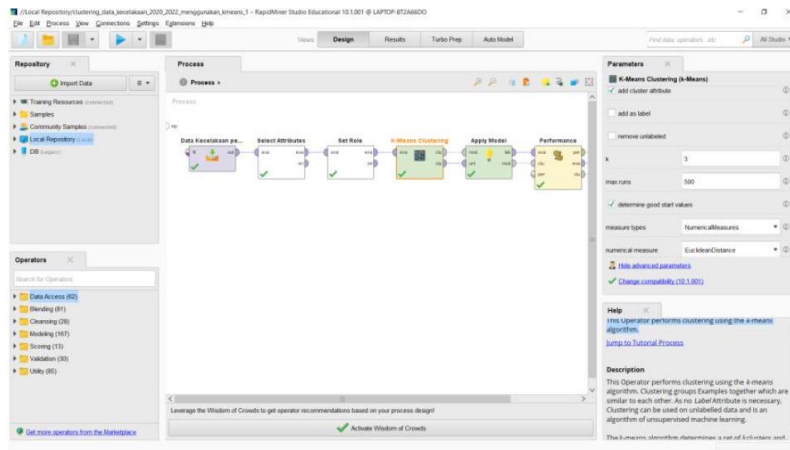 //Local Repository/clustering_data_kecelakaan_2020_2022_menggunakan_kmeans_1 – RapidMiner Studio Educational 10.1.001 @ LAPTOP-BT2A66DO
File Edit Process View Connections Settings Extensions Help
Views: Design Results Turbo Prep Auto Model
Find data, operators...etc All Studio
Repository
Import Data
Training Resources (connected)
Samples
Community Samples (connected)
Local Repository (Local)
DB (Legacy)
Operators
Search for Operators
Data Access (62)
Blending (81)
Cleansing (28)
Modeling (167)
Scoring (13)
Validation (30)
Utility (85)
Get more operators from the Marketplace
Process
Process
Process
Data Kecelakaan pe...
Select Attributes
Set Role
K-Means Clustering
Apply Model
Performance
Leverage the Wisdom of Crowds to get operator recommendations based on your process design!
Activate Wisdom of Crowds
Parameters
K-Means Clustering (k-Means)
add cluster attribute
add as label
remove unlabeled
k 3
max runs 500
determine good start values
measure types NumericalMeasures
numerical measure EuclideanDistance
Hide advanced parameters
Change compatibility (10.1.001)
Help
This Operator performs clustering using the k-means
algorithm.
Jump to Tutorial Process
Description
This Operator performs clustering using the k-means
algorithm. Clustering groups Examples together which are
similar to each other. As no Label Attribute is necessary,
Clustering can be used on unlabelled data and is an
algorithm of unsupervised machine learning.
The k-means algorithm determines a set of k clusters and